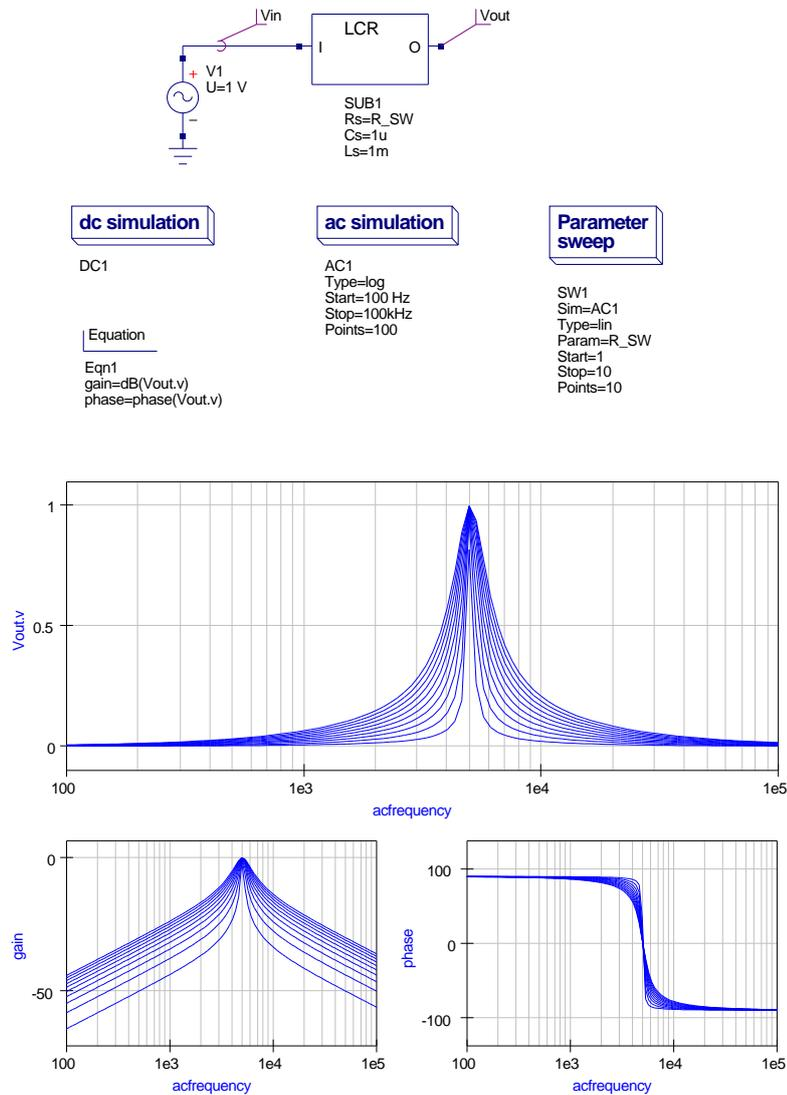 Vin
Vout
LCR
I
O
+
V1
U=1 V
SUB1
Rs=R_SW
Cs=1u
Ls=1m
dc simulation
DC1
ac simulation
AC1
Type=log
Start=100 Hz
Stop=100kHz
Points=100
Parameter
sweep
SW1
Sim=AC1
Type=lin
Param=R_SW
Start=1
Stop=10
Points=10
Equation
Eqn1
gain=dB(Vout.v)
phase=phase(Vout.v)
1
0.5
0
Vout.v
100
1e3
1e4
1e5
acfrequency
0
-50
gain
100
1e3
1e4
1e5
acfrequency
100
0
-100
phase
100
1e3
1e4
1e5
acfrequency